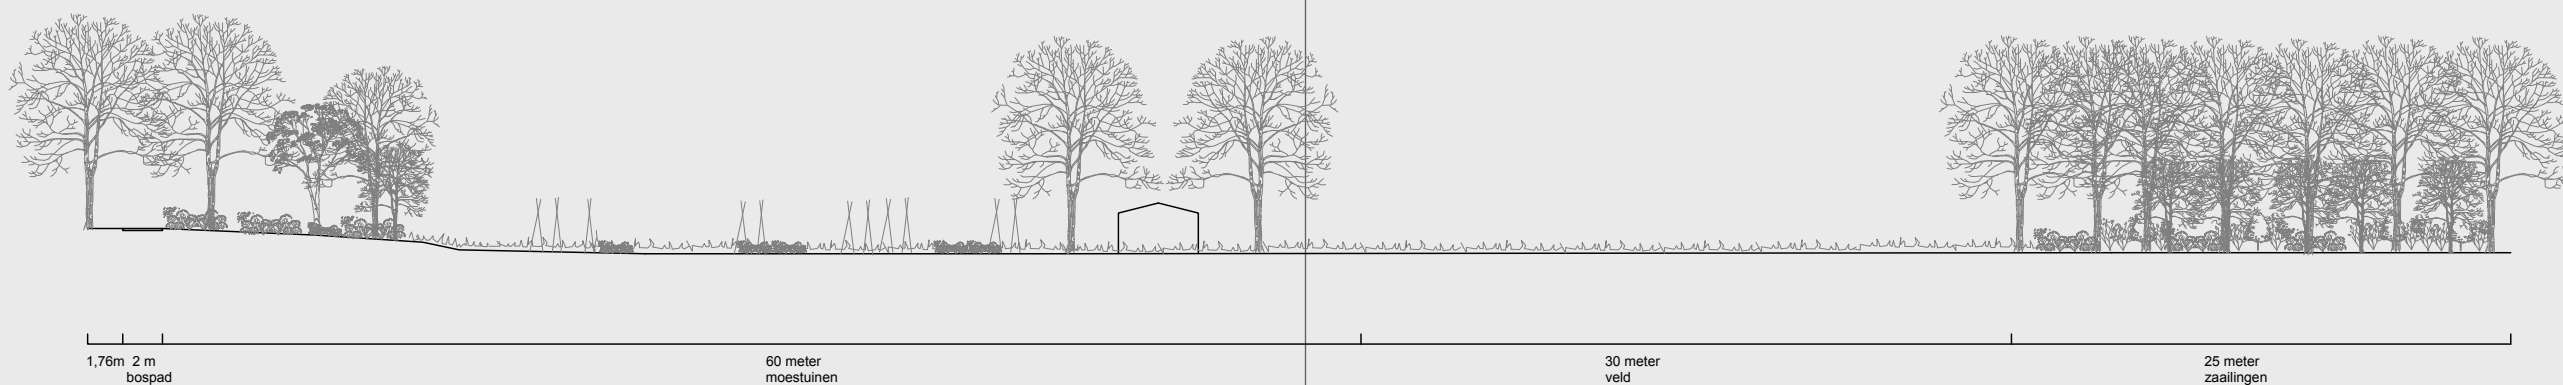 1,76m 2 m
bospad
60 meter
moestuinen
30 meter
veld
25 meter
zaailingen